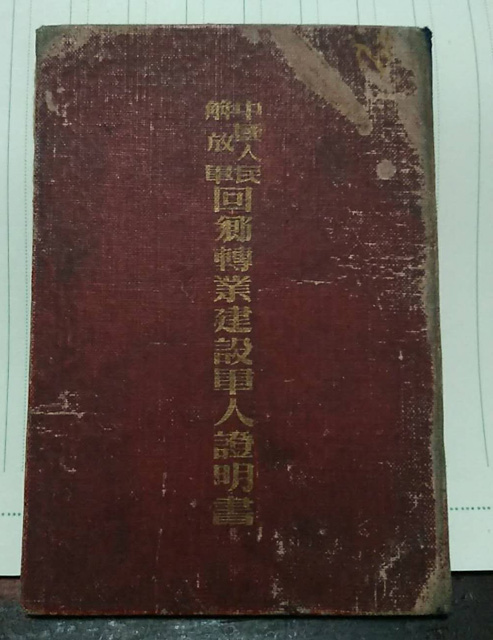 中國人民
解放軍
回鄉轉業建設軍人證明書